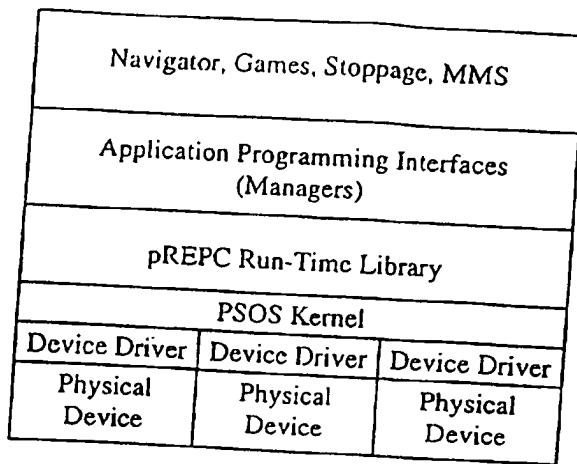 Navigator, Games, Stoppage, MMS
Application Programming Interfaces
(Managers)
pREPC Run-Time Library
PSOS Kernel
Device Driver Device Driver Device Driver
Physical Physical Physical
Device Device Device